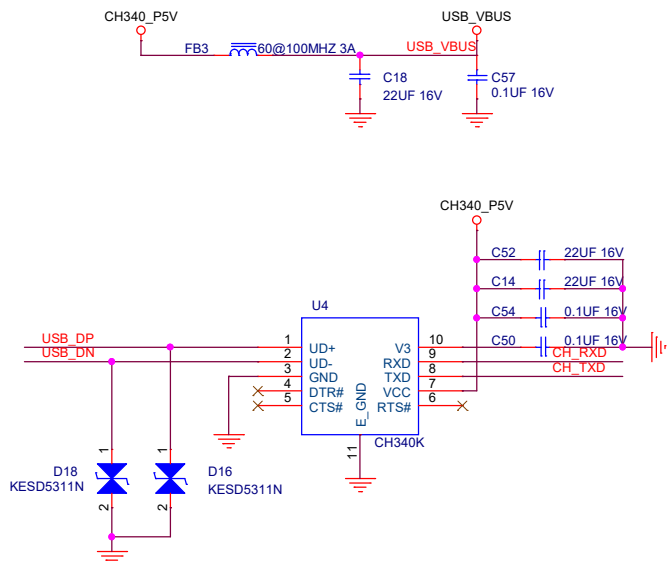 CH340_P5V
USB_VBUS
FB3 60@100MHZ 3A USB_VBUS
C18
22UF 16V
C57
0.1UF 16V
CH340_P5V
C52 22UF 16V
C14 22UF 16V
C54 0.1UF 16V
C50 0.1UF 16V
U4
USB_DP 1 UD+ V3 10
USB_DN 2 UD- RXD 9 CH_RXD
3 GND TXD 8 CH_TXD
4 DTR# VCC 7
5 CTS# RTS# 6
E_GND
CH340K
11
1 1
D18
KESD5311N
D16
KESD5311N
2 2